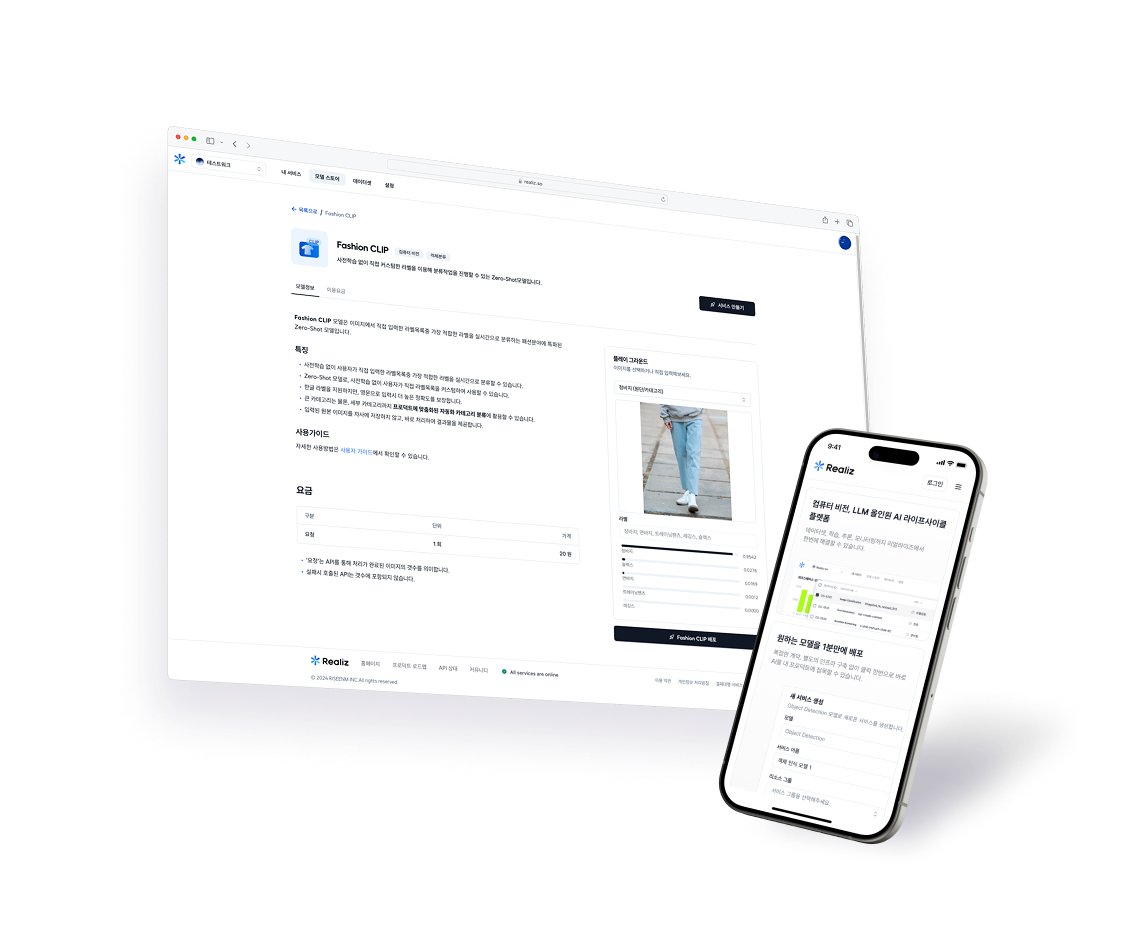 테스트워크
내 서비스
모델 스토어
데이터셋
설정
realiz.ai
← 목록으로 / Fashion CLIP
CLIP
Fashion CLIP
컴퓨터 비전
사전학습 없이 직접 커스텀한 라벨을 이용해 분류작업을 진행할 수 있는 Zero-Shot모델입니다.
서비스 만들기
모델정보
이용요금
Fashion CLIP 모델은 이미지에서 직접 입력한 라벨목록중 가장 적합한 라벨을 실시간으로 분류하는 패션분야에 특화된
Zero-Shot 모델입니다.
특징
• 사전학습 없이 사용자가 직접 입력한 라벨목록중 가장 적합한 라벨을 실시간으로 분류할 수 있습니다.
• Zero-Shot 모델로, 사전학습 없이 사용자가 직접 라벨목록을 커스텀하여 사용할 수 있습니다.
• 한글 라벨을 지원하지만, 영문으로 입력시 더 높은 정확도를 보장합니다.
• 큰 카테고리는 물론, 세부 카테고리까지 프로덕트에 맞춤화된 자동화 카테고리 분류에 활용할 수 있습니다.
• 입력된 원본 이미지를 자사에 저장하지 않고, 바로 처리하여 결과물을 제공합니다.
사용가이드
자세한 사용방법은 사용자 가이드에서 확인할 수 있습니다.
요금
구분
단위
가격
요청
1 회
20 원
• '요청'는 API를 통해 처리가 완료된 이미지의 갯수를 의미합니다.
• 실패시 호출된 API는 갯수에 포함되지 않습니다.
플레이 그라운드
이미지를 선택하거나 직접 입력해보세요.
청바지 (원단/카테고리)
라벨
청바지, 면바지, 트레이닝팬츠, 레깅스, 슬랙스
청바지
0.9542
슬랙스
0.0276
면바지
0.0169
트레이닝팬츠
0.0012
레깅스
0.0000
Fashion CLIP 배포
Realiz
홈페이지
프로덕트 로드맵
API 상태
커뮤니티
All services are online
이용 약관
개인정보 처리방침
© 2024 RISEENM INC.All rights reserved.
9:41
Realiz
로그인
컴퓨터 비전, LLM 올인원 AI 라이프사이클
플랫폼
데이터셋, 학습, 추론, 모니터링까지 리얼라이즈에서
한번에 해결할 수 있습니다.
원하는 모델을 1분만에 배포
복잡한 계약, 별도의 인프라 구축 없이 클릭 한번으로 바로
AI를 내 프로덕트에 접목할 수 있습니다.
새 서비스 생성
Object Detection 모델로 새로운 서비스를 생성합니다.
모델
Object Detection
서비스 이름
객체 인식 모델 1
리소스 그룹
서비스 그룹을 선택해주세요.